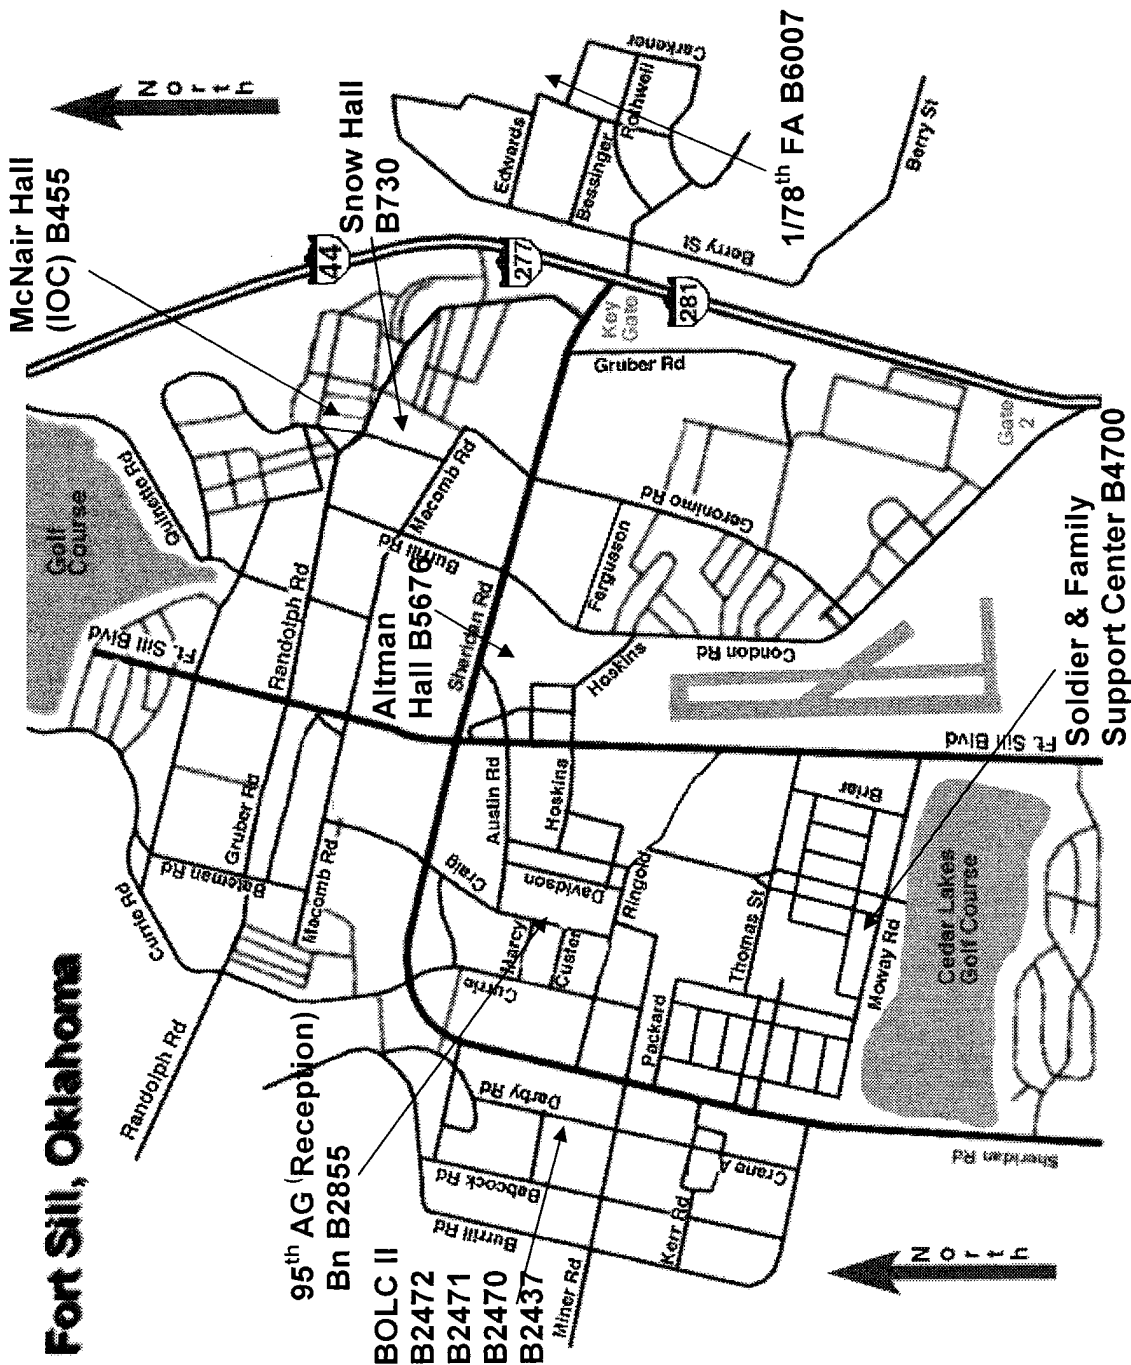 Fort Sill, Oklahoma
McNair Hall
(IOC) B455
Snow Hall
B730
North
44
277
281
Golf
Course
Quinette Rd
Ft. Sill Blvd
Currie Rd
Bateman Rd
Gruber Rd
Randolph Rd
Macomb Rd
Randolph Rd
Macomb Rd
Burrill Rd
Altman
Hall B5676
Sheridan Rd
Key
Gate
Gruber Rd
Edwards
Bessinger
Rothwell
Carkener
Berry St
Berry St
1/78th FA B6007
Geronimo Rd
Fergusson
Condon Rd
Hoskins
Gate
2
Soldier & Family
Support Center B4700
Ft. Sill Blvd
Austin Rd
Hoskins
Craig
Davidson
Ringold
Marcy
Custer
Currie
Packard
Thomas St
Briar
Moway Rd
Cedar Lakes
Golf Course
Sheridan Rd
Darby Rd
Babcock Rd
Burrill Rd
Miner Rd
Kerr Rd
Crane A
95th AG (Reception)
Bn B2855
BOLC II
B2472
B2471
B2470
B2437
North